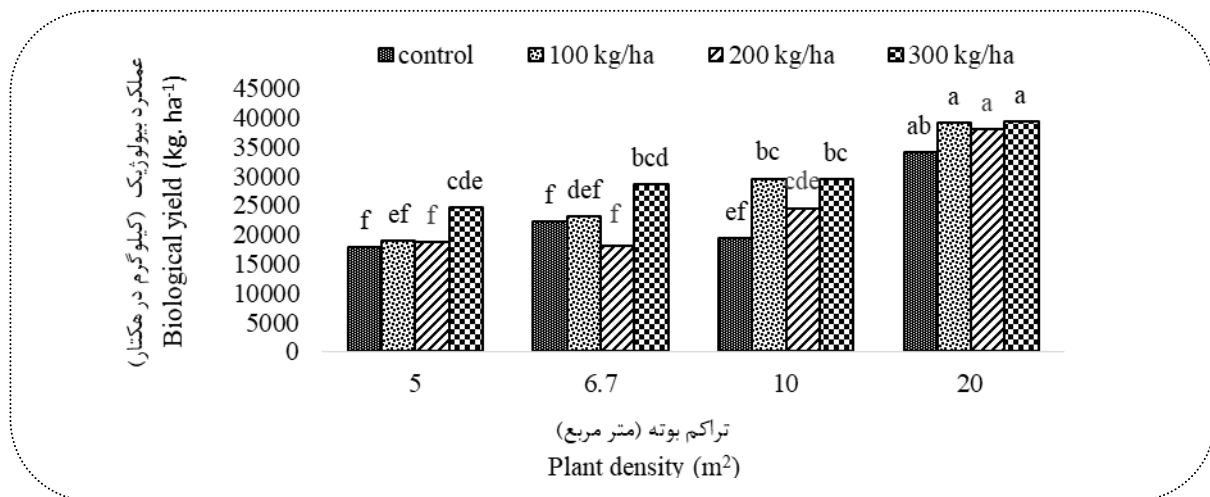 control 100 kg/ha 200 kg/ha 300 kg/ha
عملکرد بیولوژیک (کیلوگرم در هکتار)
Biological yield (kg. ha⁻¹)
45000
40000
35000
30000
25000
20000
15000
10000
5000
0
f ef f cde
f def f bcd
ef bc cde bc
ab a a a
5 6.7 10 20
تراکم بوته (متر مربع)
Plant density (m²)